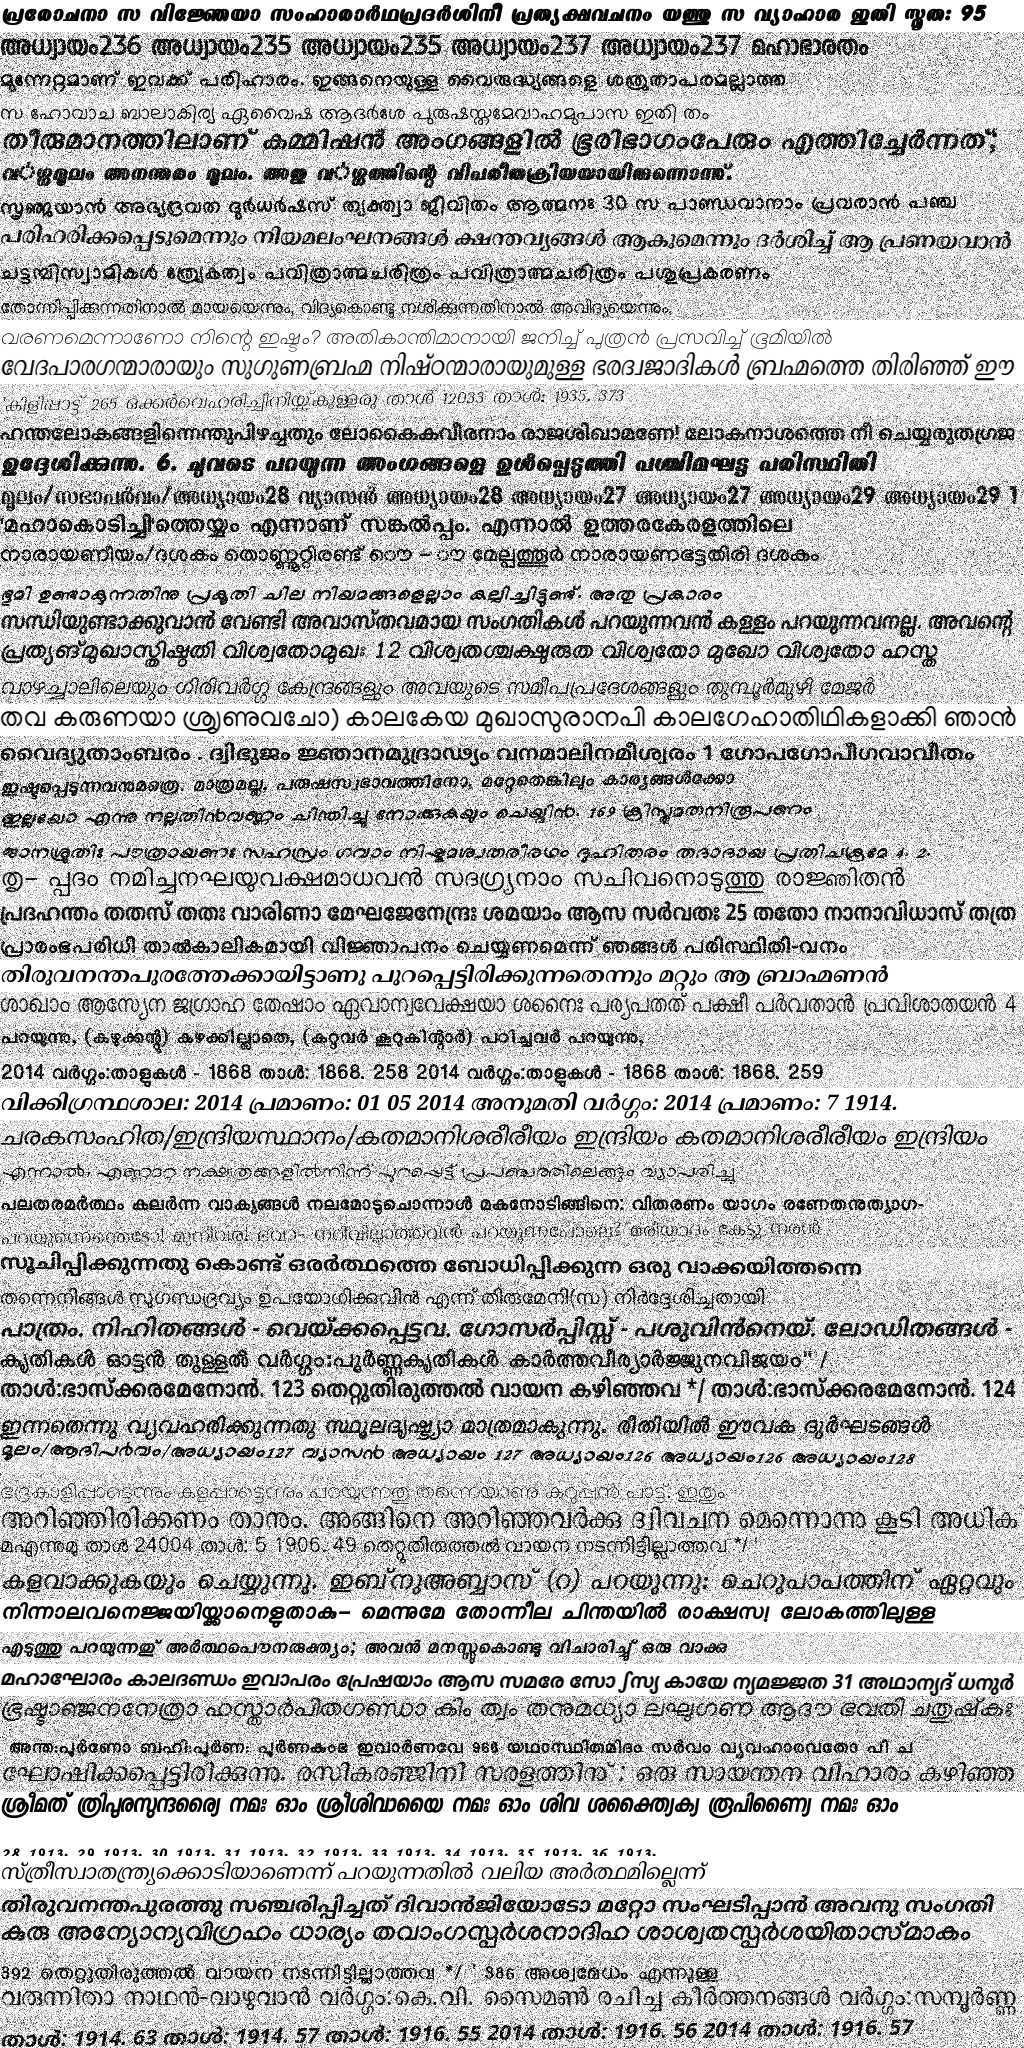 പ്രരോചനാ സ വിജ്ഞേയാ സംഹാരാർഥപ്രദർശിനീ പ്രത്യക്ഷവചനം യത്തു സ വ്യാഹാര ഇതി സ്മൃതഃ 95
അധ്യായം236 അധ്യായം235 അധ്യായം235 അധ്യായം237 അധ്യായം237 മഹാഭാരതം
മുന്നേറ്റമാണ് ഇവക്ക് പരിഹാരം. ഇങ്ങനെയുള്ള വൈരുദ്ധ്യങ്ങളെ ശത്രുതാപരമല്ലാത്ത
സ ഹോവാച ബാലാകിര്യ ഏവൈഷ ആദർശേ പുരുഷസ്തമേവാഹമുപാസ ഇതി തം
തീരുമാനത്തിലാണ് കമ്മിഷൻ അംഗങ്ങളിൽ ഭൂരിഭാഗംപേരും എത്തിച്ചേർന്നത്",
വൎഗ്ഗമൂലം അനന്തരം മൂലം. അതു വൎഗ്ഗത്തിന്റെ വിപരീതക്രിയയായിരുന്നൊന്ന്.
സൃഞ്ജയാൻ അദ്യദ്രവത ദുർധർഷസ് ത്യക്ത്വാ ജീവിതം ആത്മനഃ 30 സ പാണ്ഡവാനാം പ്രവരാൻ പഞ്ച
പരിഹരിക്കപ്പെടുമെന്നും നിയമലംഘനങ്ങൾ ക്ഷന്തവ്യങ്ങൾ ആകുമെന്നും ദർശിച്ച് ആ പ്രണയവാൻ
ചട്ടമ്പിസ്വാമികൾ ത്ര്യേകത്വം പവിത്രാത്മചരിത്രം പവിത്രാത്മചരിത്രം പശുപ്രകരണം
തോന്നിപ്പിക്കുന്നതിനാൽ മായയെന്നും, വിദ്യകൊണ്ടു നശിക്കുന്നതിനാൽ അവിദ്യയെന്നും,
വരണമെന്നാണോ നിന്റെ ഇഷ്ടം? അതികാന്തിമാനായി ജനിച്ച് പുത്രൻ പ്രസവിച്ച് ഭൂമിയിൽ
വേദപാരഗന്മാരായും സുഗുണബ്രഹ്മ നിഷ്ഠന്മാരായുമുള്ള ഭരദ്വജാദികൾ ബ്രഹ്മത്തെ തിരിഞ്ഞ് ഈ
'കിളിപ്പാട്ട് 265 താൾ 12033 താൾ: 1935. 373
ഹന്തലോകങ്ങളിന്നെന്തുപിഴച്ചതും ലോകൈകവീരനാം രാജശിഖാമണേ! ലോകനാശത്തെ നീ ചെയ്യരുതഗ്രജ
ഉദ്ദേശിക്കുന്നു. 6. ചുവടെ പറയുന്ന അംഗങ്ങളെ ഉൾപ്പെടുത്തി പശ്ചിമഘട്ട പരിസ്ഥിതി
മൂലം/സഭാപർവം/അധ്യായം28 വ്യാസൻ അധ്യായം28 അധ്യായം27 അധ്യായം27 അധ്യായം29 അധ്യായം29 1
'മഹാകൊടിച്ചി'ത്തെയ്യം എന്നാണ് സങ്കൽപ്പം. എന്നാൽ ഉത്തരകേരളത്തിലെ
നാരായണീയം/ദശകം തൊണ്ണൂറ്റിരണ്ട് ൌ – ൗ മേല്പത്തൂർ നാരായണഭട്ടതിരി ദശകം
ഭൂമി ഉണ്ടാകുന്നതിനു പ്രകൃതി ചില നിയമങ്ങളെല്ലാം കല്പിച്ചിട്ടുണ്ട്. അതു പ്രകാരം
സന്ധിയുണ്ടാക്കുവാൻ വേണ്ടി അവാസ്തവമായ സംഗതികൾ പറയുന്നവൻ കള്ളം പറയുന്നവനല്ല. അവന്റെ
പ്രത്യങ്മുഖാസ്തിഷ്ഠതി വിശ്വതോമുഖഃ 12 വിശ്വതശ്ചക്ഷുരുത വിശ്വതോ മുഖോ വിശ്വതോ ഹസ്ത
വാഴച്ചാലിലെയും ഗിരിവർഗ്ഗ കേന്ദ്രങ്ങളും അവയുടെ സമീപപ്രദേശങ്ങളും തുമ്പൂർമുഴി മേജർ
തവ കരുണയാ ശൃണുവചോ) കാലകേയ മുഖാസുരാനപി കാലഗേഹാതിഥികളാക്കി ഞാൻ
വൈദ്യുതാംബരം . ദ്വിഭുജം ജ്ഞാനമുദ്രാഢ്യം വനമാലിനമീശ്വരം 1 ഗോപഗോപീഗവാവീതം
ഇഷ്ടപ്പെടുന്നവനുമത്രെ. മാത്രമല്ല, പരുഷസ്വഭാവത്തിനോ, മറ്റേതെങ്കിലും കാര്യങ്ങൾക്കോ
ഇല്ലയോ എന്നു നല്ലതിൻവണ്ണം ചിന്തിച്ചു നോക്കുകയും ചെയ്വിൻ. 169 ക്രിസ്തുമതനിരൂപണം
ജാനശ്രുതിഃ പൗത്രായണഃ സഹസ്രം ഗവാം നിഷ്കമശ്വതരീരഥം ദുഹിതരം തദാദായ പ്രതിചക്രമേ 4. 2.
തൃ– പ്പദം നമിച്ചനഘയുവക്ഷമാധവൻ സദഗ്ര്യനാം സചിവനൊടുത്തു രാജ്ഞിതൻ
പ്രദഹന്തം തതസ് തതഃ വാരിണാ മേഘജേനേന്ദ്രഃ ശമയാം ആസ സർവതഃ 25 തതോ നാനാവിധാസ് തത്ര
പ്രാരംഭപരിധീ താൽകാലികമായി വിജ്ഞാപനം ചെയ്യണമെന്ന് ഞങ്ങൾ പരിസ്ഥിതി-വനം
തിരുവനന്തപുരത്തേക്കായിട്ടാണു പുറപ്പെട്ടിരിക്കുന്നതെന്നും മറ്റും ആ ബ്രാഹ്മണൻ
ശാഖാം ആസ്യേന ജഗ്രാഹ തേഷാം ഏവാന്വവേക്ഷയാ ശനൈഃ പര്യപതത് പക്ഷീ പർവതാൻ പ്രവിശാതയൻ 4
പറയുന്നു, (കുഴുക്കന്റു) കുഴക്കില്ലാതെ, (കറ്റവർ കൂറുകിന്റാർ) പഠിച്ചവർ പറയുന്നു,
2014 വർഗ്ഗം:താളുകൾ - 1868 താൾ: 1868. 258 2014 വർഗ്ഗം:താളുകൾ - 1868 താൾ: 1868. 259
വിക്കിഗ്രന്ഥശാല: 2014 പ്രമാണം: 01 05 2014 അനുമതി വർഗ്ഗം: 2014 പ്രമാണം: 7 1914.
ചരകസംഹിത/ഇന്ദ്രിയസ്ഥാനം/കതമാനിശരീരീയം ഇന്ദ്രിയം കതമാനിശരീരീയം ഇന്ദ്രിയം
എന്നാൽ, എണ്ണാറു നക്ഷത്രങ്ങളിൽനിന്ന് പുറപ്പെട്ട് പ്രപഞ്ചത്തിലെങ്ങും വ്യാപരിച്ചു
പലതരമർത്ഥം കലർന്ന വാക്യങ്ങൾ നലമോടുചൊന്നാൾ മകനോടിങ്ങിനെ: വിതരണം യാഗം രണേതനുത്യാഗ-
പറയുന്നെന്തെടോ! മുനിവര! ഭവാ- നറിവില്ലാത്തവൻ പറയുന്നപോലെ? മരിയാദം കേട്ടു നരൾ
സൂചിപ്പിക്കുന്നതു കൊണ്ട് ഒരർത്ഥത്തെ ബോധിപ്പിക്കുന്ന ഒരു വാക്കയിത്തന്നെ
തന്നെനിങ്ങൾ സുഗന്ധദ്രവ്യം ഉപയോഗിക്കുവിൻ എന്ന് തിരുമേനി(സ്വ) നിർദ്ദേശിച്ചതായി
പാത്രം. നിഹിതങ്ങൾ - വെയ്ക്കപ്പെട്ടവ. ഗോസർപ്പിസ്സ് - പശുവിൻനെയ്. ലോഡിതങ്ങൾ -
കൃതികൾ ഓട്ടൻ തുള്ളൽ വർഗ്ഗം:പൂർണ്ണകൃതികൾ കാർത്തവീര്യാർജ്ജുനവിജയം" /
താൾ:ഭാസ്ക്കരമേനോൻ. 123 തെറ്റുതിരുത്തൽ വായന കഴിഞ്ഞവ */ താൾ:ഭാസ്ക്കരമേനോൻ. 124
ഇന്നതെന്നു വ്യവഹരിക്കുന്നതു സ്ഥൂലദൃഷ്ട്യാ മാത്രമാകുന്നു. രീതിയിൽ ഈവക ദുർഘടങ്ങൾ
മൂലം/ആദിപർവം/അധ്യായം127 വ്യാസൻ അധ്യായം 127 അധ്യായം126 അധ്യായം126 അധ്യായം128
ഭദ്രകാളിപ്പാട്ടെന്നും കളപ്പാട്ടെന്നും പറയുന്നതു തന്നെയാണു കറുപ്പൻ പാട്ട്. ഇതും
അറിഞ്ഞിരിക്കണം താനും. അങ്ങിനെ അറിഞ്ഞവർക്കു ദ്വിവചന മെന്നൊന്നു കൂടി അധിക
മഎന്നുമു താൾ 24004 താൾ: 5 1906. 49 തെറ്റുതിരുത്തൽ വായന നടന്നിട്ടില്ലാത്തവ */ '
കളവാക്കുകയും ചെയ്യുന്നു. ഇബ്നുഅബ്ബാസ് (റ) പറയുന്നു: ചെറുപാപത്തിന് ഏറ്റവും
നിന്നാലവനെജ്ജയിയ്ക്കാനെളുതാകു– മെന്നുമേ തോന്നീല ചിന്തയിൽ രാക്ഷസ! ലോകത്തിലുള്ള
എടുത്തു പറയുന്നതു് അർത്ഥപൌനരുക്ത്യം; അവൻ മനസ്സുകൊണ്ടു വിചാരിച്ച് ഒരു വാക്കു
മഹാഘോരം കാലദണ്ഡം ഇവാപരം പ്രേഷയാം ആസ സമരേ സോ ഽസ്യ കായേ ന്യമജ്ജത 31 അഥാന്യദ് ധനുർ
ഭ്രൂഷ്ടാഞ്ജനനേത്രാ ഹസ്താർപിതഗണ്ഡാ കിം ത്വം തനുമധ്യാ ലഘുഗണ ആദൗ ഭവതി ചതുഷ്കഃ
അന്തഃപൂർണോ ബഹിഃപൂർണഃ പൂർണകുംഭ ഇവാർണവേ 966 യഥാസ്ഥിതമിദം സർവം വ്യവഹാരവതോ പി ച
ഘോഷിക്കപ്പെട്ടിരിക്കുന്നു. രസികരഞ്ജിനി സരളത്തിനു് : ഒരു സായന്തന വിഹാരം കഴിഞ്ഞ
ശ്രീമത് ത്രിപുരസുന്ദര്യൈ നമഃ ഓം ശ്രീശിവായൈ നമഃ ഓം ശിവ ശക്ത്യൈക്യ രൂപിണ്യൈ നമഃ ഓം
28 1913. 29 1913. 30 1913. 31 1913. 32 1913. 33 1913. 34 1913. 35 1913. 36 1913.
സ്ത്രീസ്വാതന്ത്ര്യക്കൊടിയാണെന്ന് പറയുന്നതിൽ വലിയ അർത്ഥമില്ലെന്ന്
തിരുവനന്തപുരത്തു സഞ്ചരിപ്പിച്ചത് ദിവാൻജിയോടോ മറ്റോ സംഘടിപ്പാൻ അവനു സംഗതി
കുരു അന്യോന്യവിഗ്രഹം ധാര്യം തവാംഗസ്പർശനാദിഹ ശാശ്വതസ്പർശയിതാസ്മാകം
392 തെറ്റുതിരുത്തൽ വായന നടന്നിട്ടില്ലാത്തവ */ ' 386 അശ്വമേധം എന്നുള്ള
വരുന്നിതാ നാഥൻ-വാഴുവാൻ വർഗ്ഗം:കെ.വി. സൈമൺ രചിച്ച കീർത്തനങ്ങൾ വർഗ്ഗം:സമ്പൂർണ്ണ
താൾ: 1914. 63 താൾ: 1914. 57 താൾ: 1916. 55 2014 താൾ: 1916. 56 2014 താൾ: 1916. 57